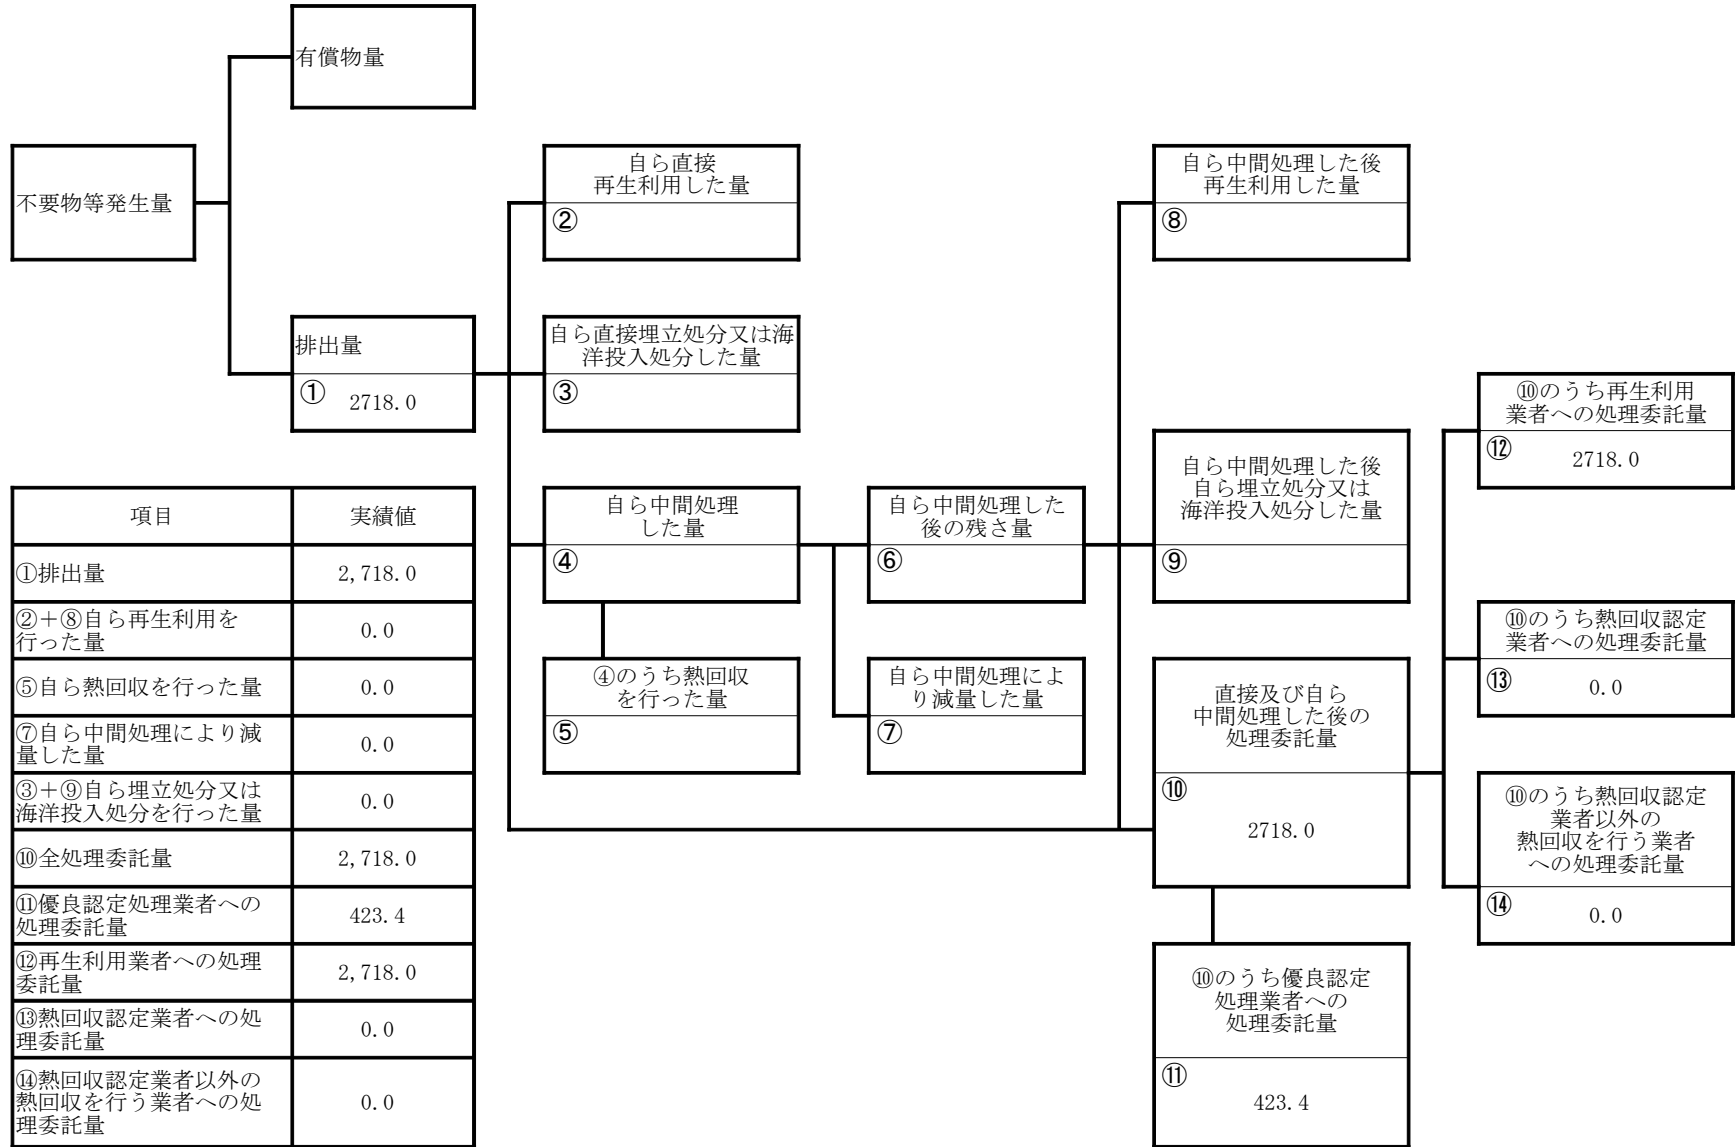 有償物量
不要物等発生量
自ら直接
再生利用した量
②
自ら中間処理した後
再生利用した量
⑧
排出量
① 2718.0
自ら直接埋立処分又は海
洋投入処分した量
③
⑩のうち再生利用
業者への処理委託量
⑫ 2718.0
自ら中間処理
した量
④
自ら中間処理した
後の残さ量
⑥
自ら中間処理した後
自ら埋立処分又は
海洋投入処分した量
⑨
⑩のうち熱回収認定
業者への処理委託量
⑬ 0.0
④のうち熱回収
を行った量
⑤
自ら中間処理によ
り減量した量
⑦
直接及び自ら
中間処理した後の
処理委託量
⑩
2718.0
⑩のうち熱回収認定
業者以外の
熱回収を行う業者
への処理委託量
⑭ 0.0
⑩のうち優良認定
処理業者への
処理委託量
⑪
423.4
項目 実績値
①排出量 2,718.0
②+⑧自ら再生利用を
行った量 0.0
⑤自ら熱回収を行った量 0.0
⑦自ら中間処理により減
量した量 0.0
③+⑨自ら埋立処分又は
海洋投入処分を行った量 0.0
⑩全処理委託量 2,718.0
⑪優良認定処理業者への
処理委託量 423.4
⑫再生利用業者への処理
委託量 2,718.0
⑬熱回収認定業者への処
理委託量 0.0
⑭熱回収認定業者以外の
熱回収を行う業者への処
理委託量 0.0